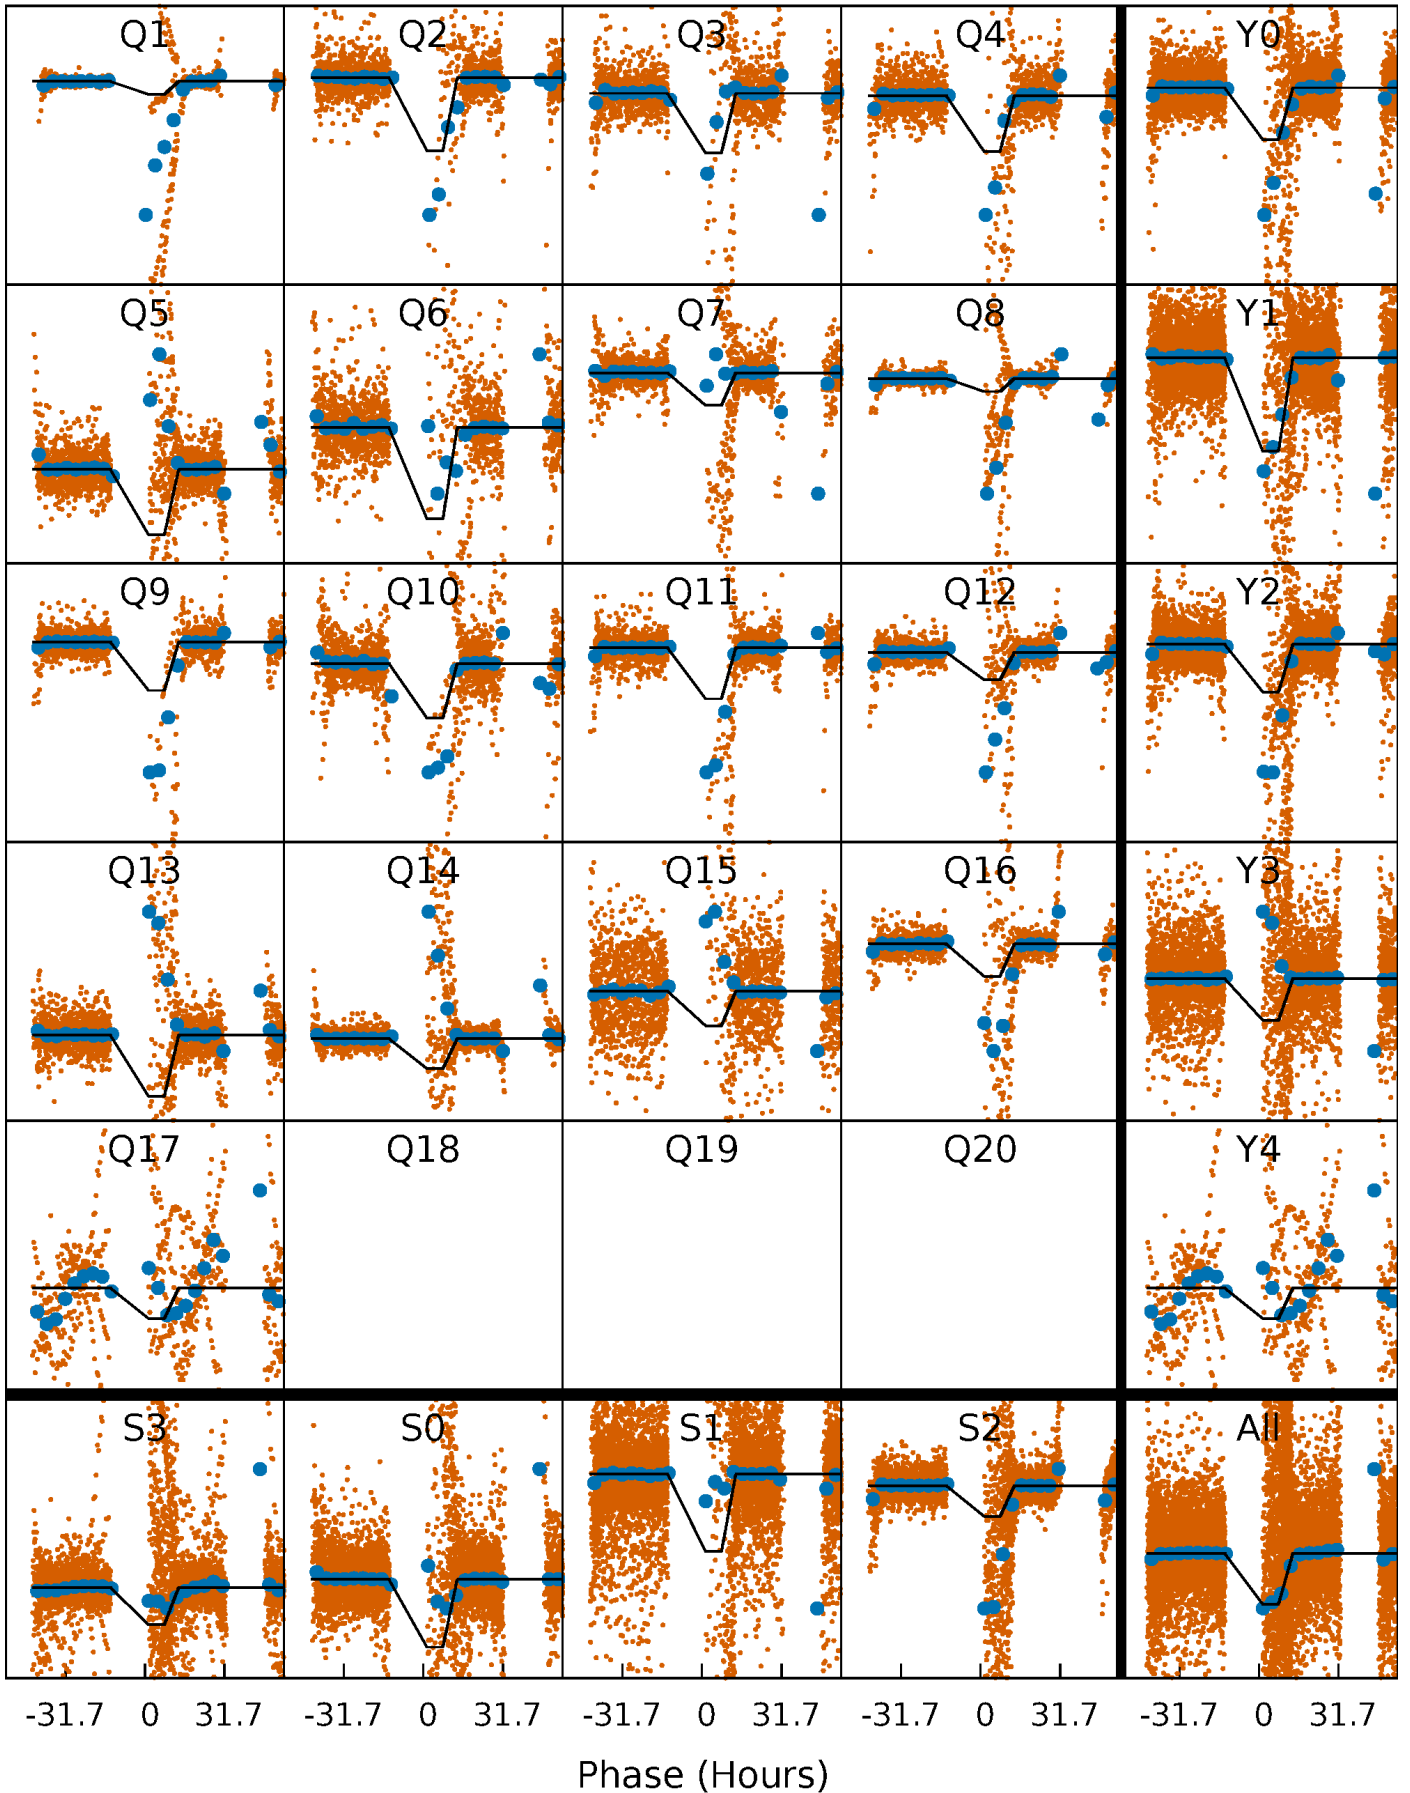 Q1 Q2 Q3 Q4 Y0
Q5 Q6 Q7 Q8 Y1
Q9 Q10 Q11 Q12 Y2
Q13 Q14 Q15 Q16 Y3
Q17 Q18 Q19 Q20 Y4
S3 S0 S1 S2 All
-31.7 0 31.7 -31.7 0 31.7 -31.7 0 31.7 -31.7 0 31.7 -31.7 0 31.7
Phase (Hours)